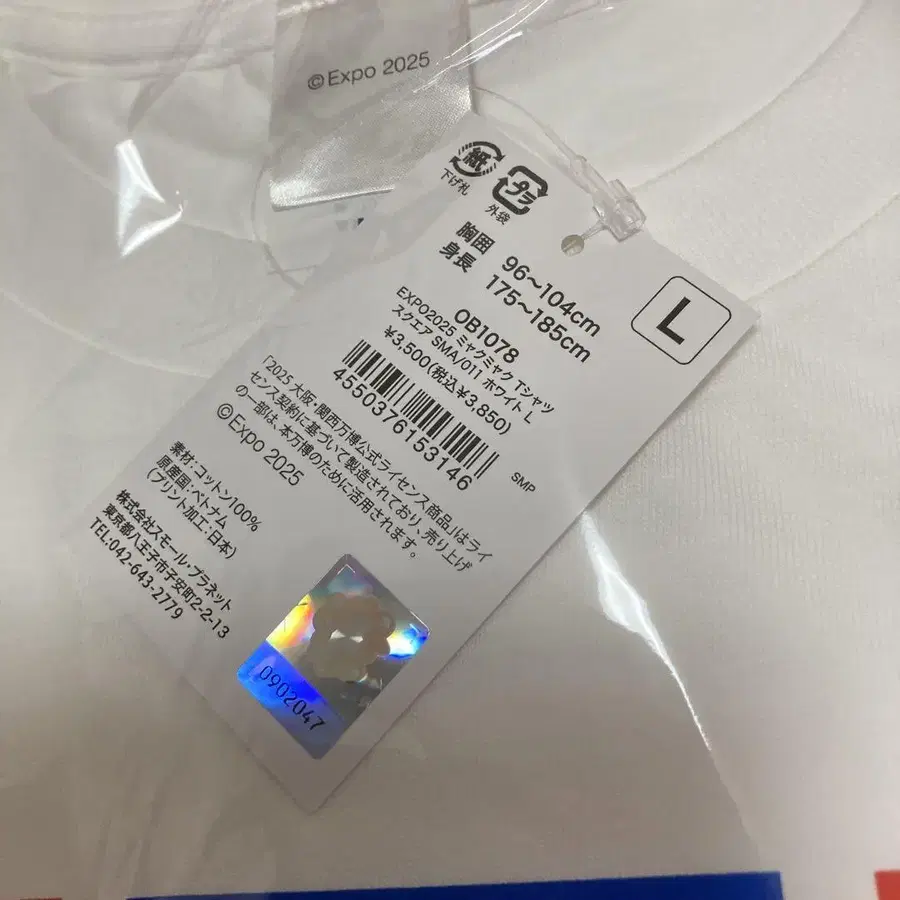 ©Expo 2025
紙
下げ札
プラ
外袋
胸囲 96～104cm
身長 175～185cm
L
OB1078
EXPO2025 ミャクミャク Tシャツ
スクエア SMA/011 ホワイト L
¥3,500(税込¥3,850)
4550376153146
SMP
「2025 大阪・関西万博公式ライセンス商品」はライ
センス契約に基づいて製造されており、売り上げ
の一部は、本万博のために活用されます。
©Expo 2025
素材:コットン100%
原産国:ベトナム
(プリント加工:日本)
株式会社スモール・プラネット
東京都八王子市子安町2-2-13
TEL:042-643-2779
0902047